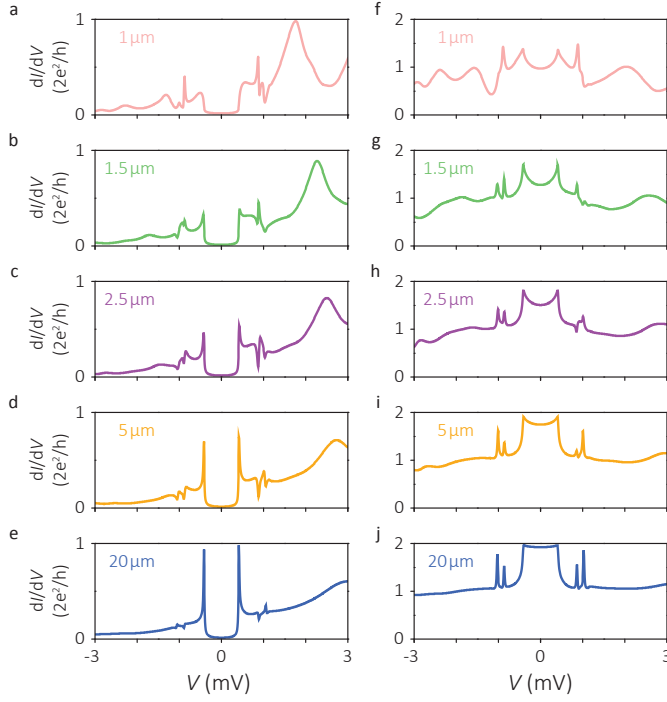 a
1 µm
dI/dV
(2e²/h)
1
0
b
1.5 µm
dI/dV
(2e²/h)
1
0
c
2.5 µm
dI/dV
(2e²/h)
1
0
d
5 µm
dI/dV
(2e²/h)
1
0
e
20 µm
dI/dV
(2e²/h)
1
0
-3
0
3
V (mV)
f
1 µm
2
1
0
g
1.5 µm
2
1
0
h
2.5 µm
2
1
0
i
5 µm
2
1
0
j
20 µm
2
1
0
-3
0
3
V (mV)